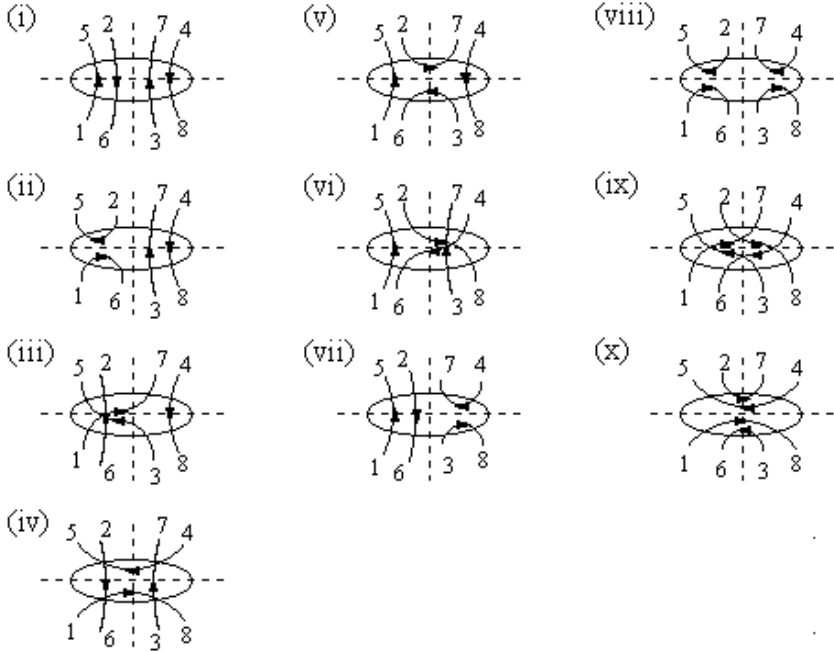 (i) 5 2 7 4
1 6 3 8
(v) 5 2 7 4
1 6 3 8
(viii) 5 2 7 4
1 6 3 8
(ii) 5 2 7 4
1 6 3 8
(vi) 5 2 7 4
1 6 3 8
(ix) 5 2 7 4
1 6 3 8
(iii) 5 2 7 4
1 6 3 8
(vii) 5 2 7 4
1 6 3 8
(x) 5 2 7 4
1 6 3 8
(iv) 5 2 7 4
1 6 3 8